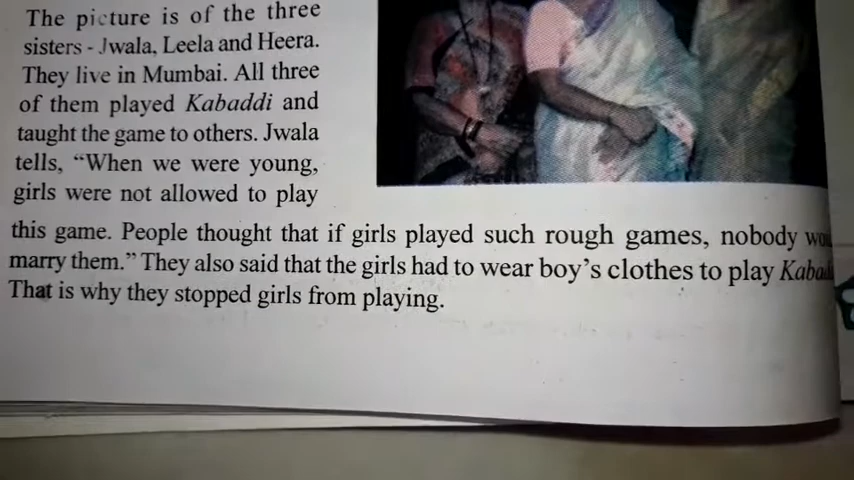 The picture is of the three
sisters - Jwala, Leela and Heera.
They live in Mumbai. All three
of them played Kabaddi and
taught the game to others. Jwala
tells, “When we were young,
girls were not allowed to play
this game. People thought that if girls played such rough games, nobody
marry them.” They also said that the girls had to wear boy’s clothes to play
That is why they stopped girls from playing.